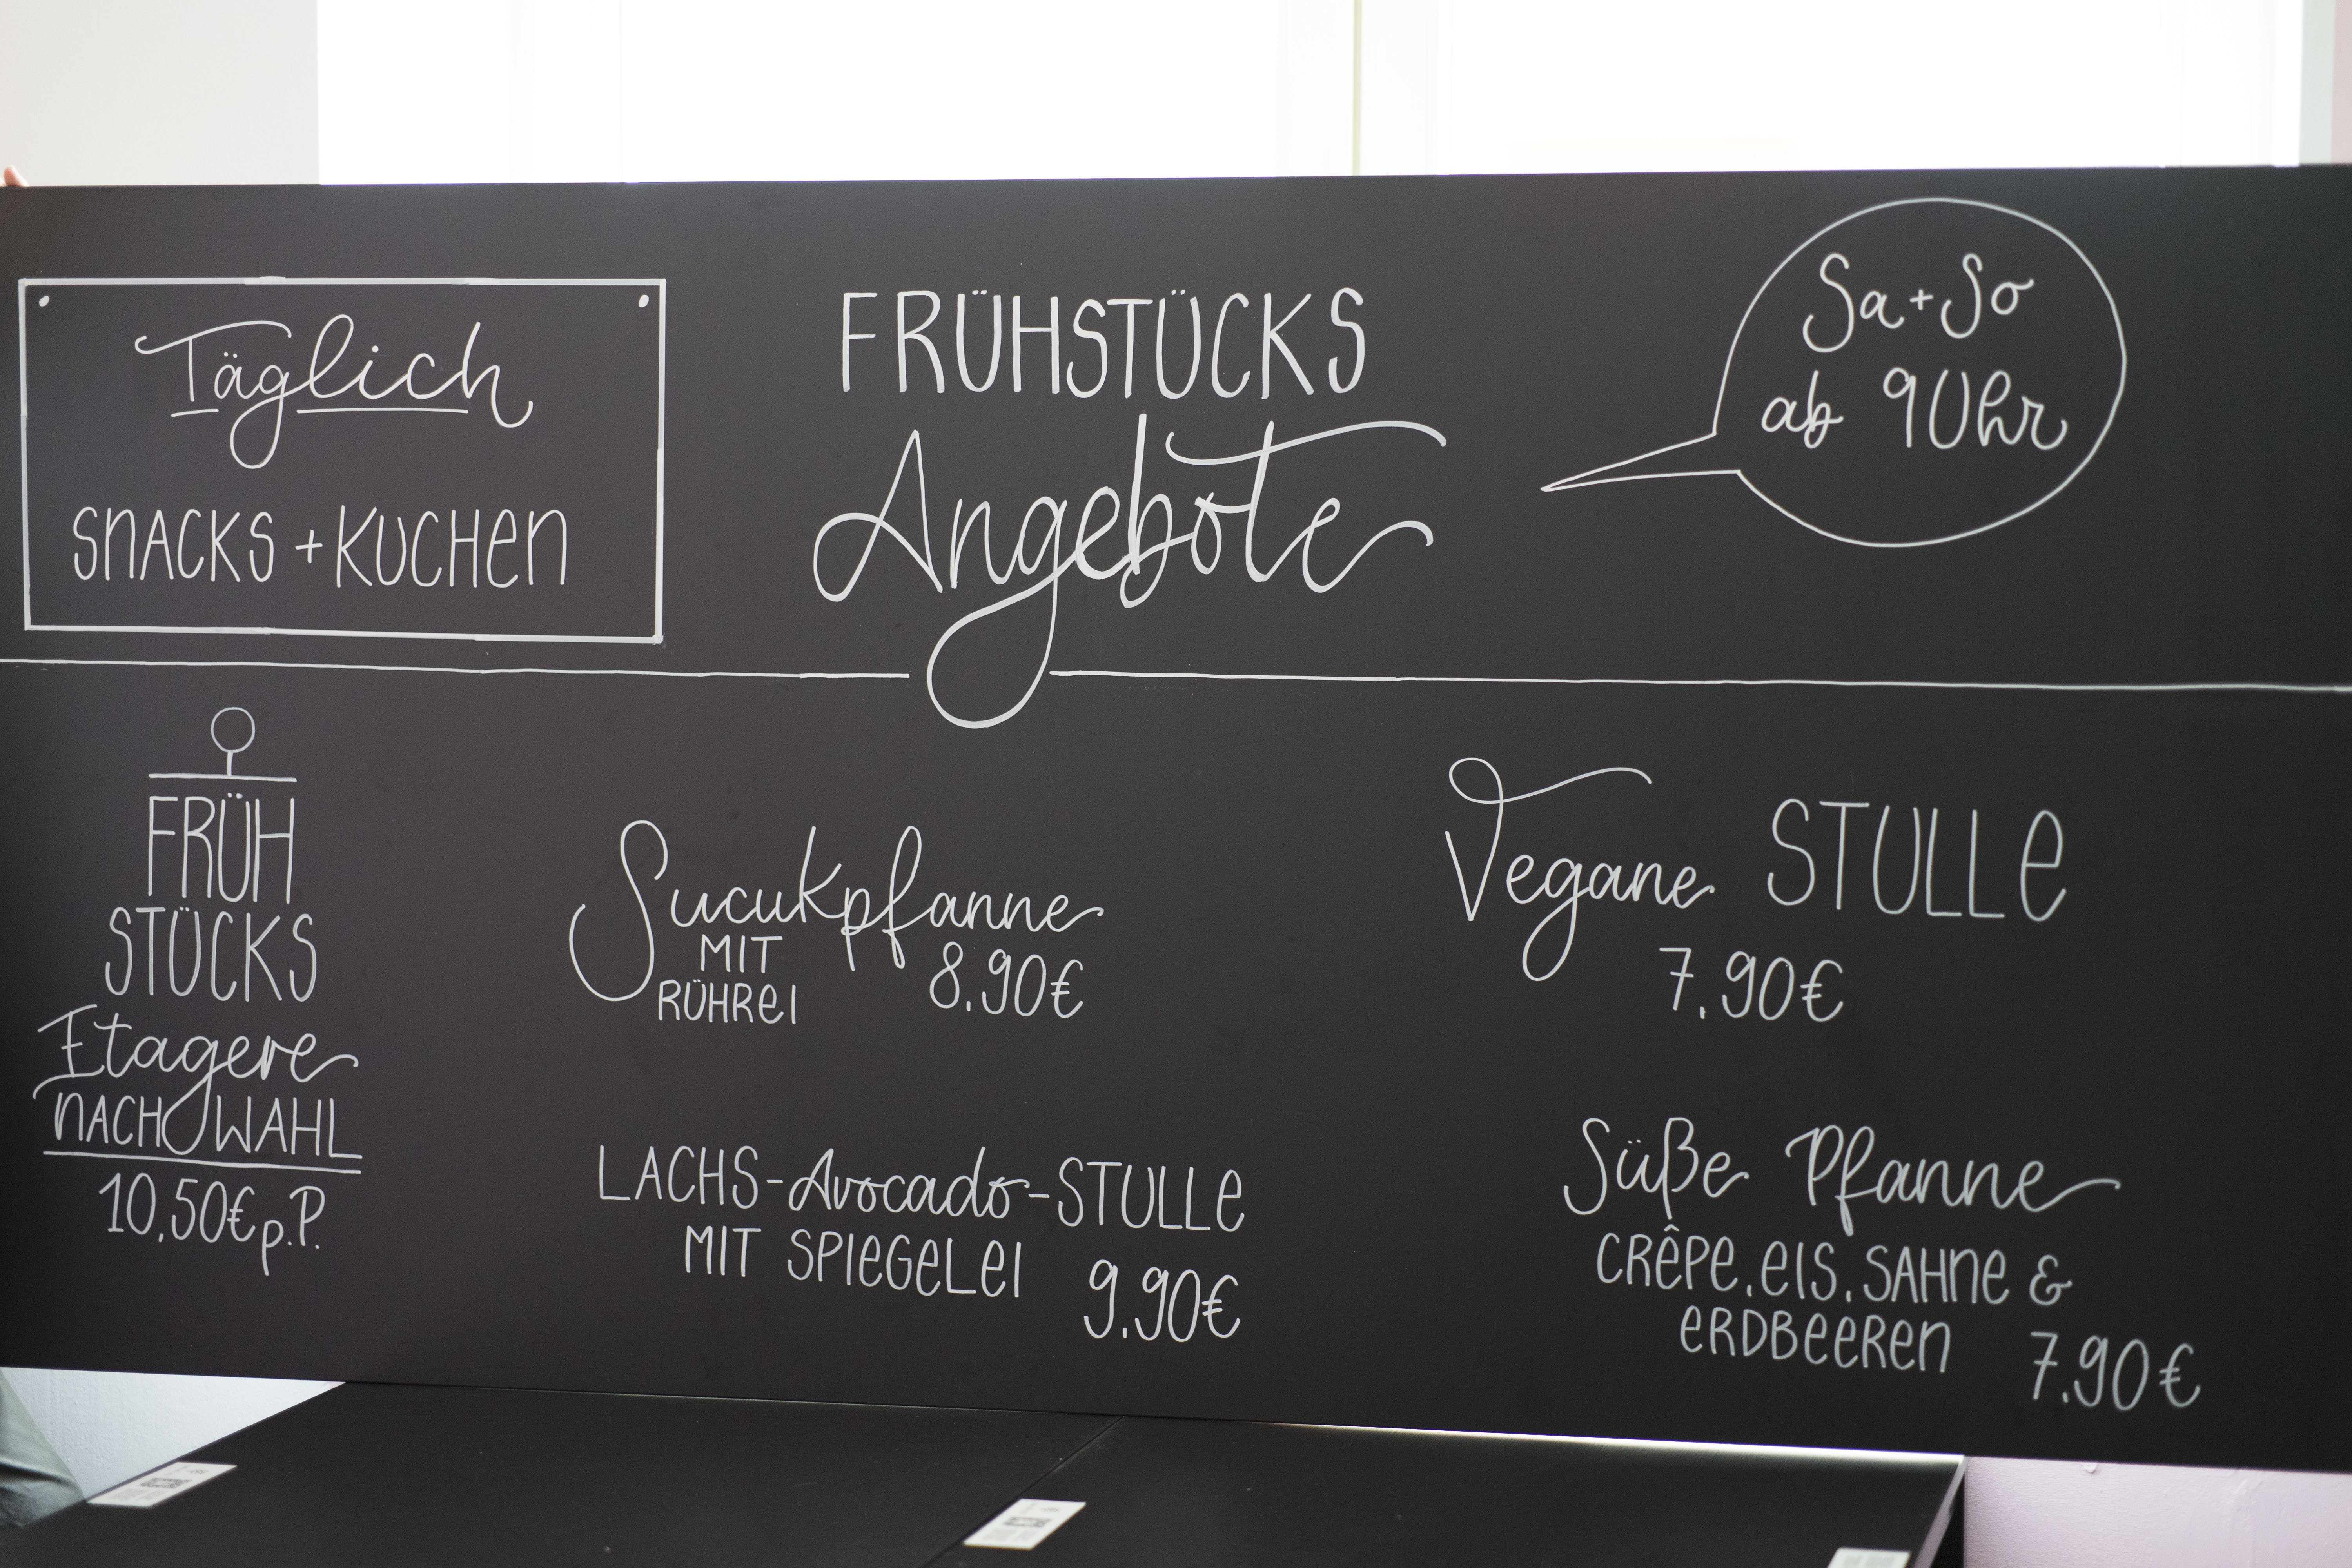 Täglich
SNACKS + KUCHEN
FRÜHSTÜCKS
Angebote
Sa + So
ab 9 Uhr
FRÜH
STÜCKS
Etagere
NACH WAHL
10,50€ p.P.
Sucukpfanne
MIT
RÜHREI
8.90€
LACHS-Avocado-STULLE
MIT SPIEGELEI
9.90€
Vegane STULLE
7.90€
Süße Pfanne
CRÊPE, EIS, SAHNE &
ERDBEEREN
7.90€